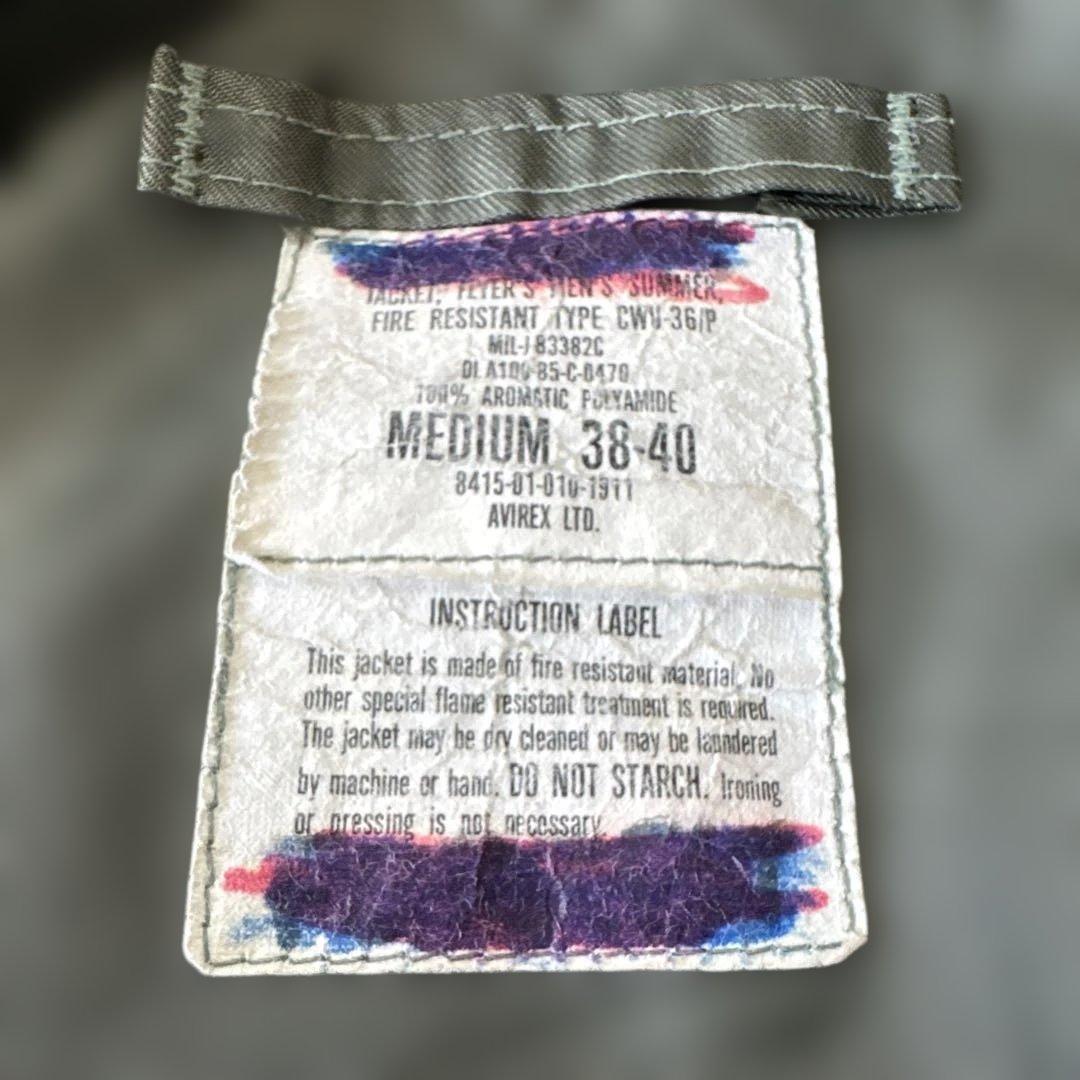 JACKET, FLYER'S MEN'S SUMMER,
FIRE RESISTANT TYPE CWU-36/P
MIL-J-83382C
DLA100-85-C-0470
100% AROMATIC POLYAMIDE
MEDIUM 38-40
8415-01-010-1911
AVIREX LTD.
INSTRUCTION LABEL
This jacket is made of fire resistant material. No
other special flame resistant treatment is required.
The jacket may be dry cleaned or may be laundered
by machine or hand. DO NOT STARCH. Ironing
or pressing is not necessary.